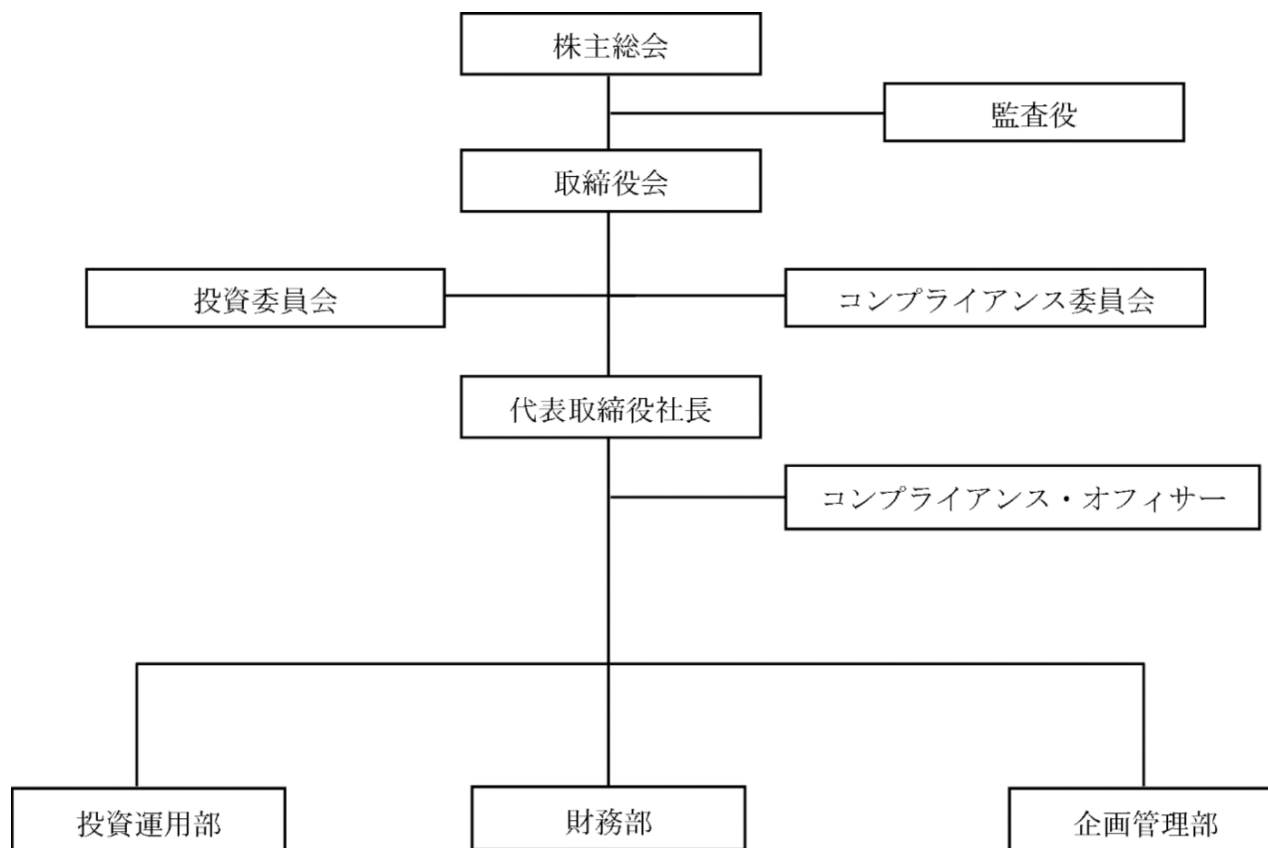 株主総会
監査役
取締役会
投資委員会
コンプライアンス委員会
代表取締役社長
コンプライアンス・オフィサー
投資運用部
財務部
企画管理部